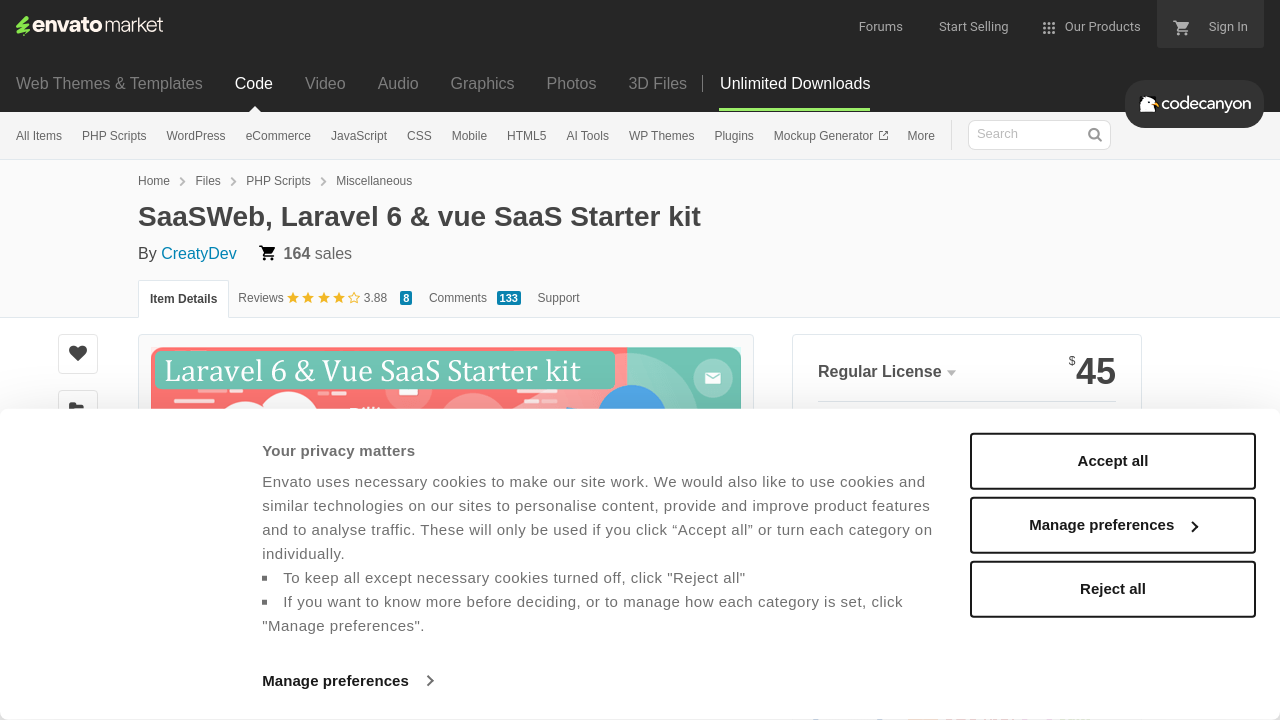 envato market
Forums
Start Selling
Our Products
Sign In
Web Themes & Templates
Code
Video
Audio
Graphics
Photos
3D Files
Unlimited Downloads
codecanyon
All Items
PHP Scripts
WordPress
eCommerce
JavaScript
CSS
Mobile
HTML5
AI Tools
WP Themes
Plugins
Mockup Generator
More
Search
Home
Files
PHP Scripts
Miscellaneous
SaaSWeb, Laravel 6 & vue SaaS Starter kit
By CreatyDev
164 sales
Item Details
Reviews
3.88
8
Comments
133
Support
Laravel 6 & Vue SaaS Starter kit
Regular License
$45
Your privacy matters
Envato uses necessary cookies to make our site work. We would also like to use cookies and
similar technologies on our sites to personalise content, provide and improve product features
and to analyse traffic. These will only be used if you click “Accept all” or turn each category on
individually.
To keep all except necessary cookies turned off, click "Reject all"
If you want to know more before deciding, or to manage how each category is set, click
"Manage preferences".
Manage preferences
Accept all
Manage preferences
Reject all